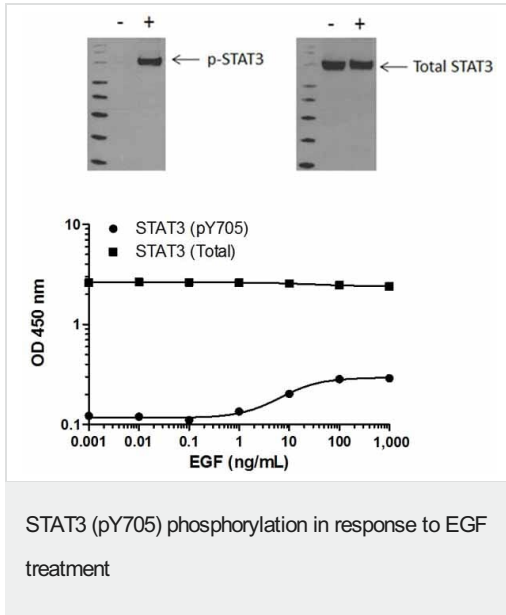 - +
p-STAT3
- +
Total STAT3
STAT3 (pY705)
STAT3 (Total)
10
1
0.1
OD 450 nm
0.001 0.01 0.1 1 10 100 1,000
EGF (ng/mL)
STAT3 (pY705) phosphorylation in response to EGF
treatment